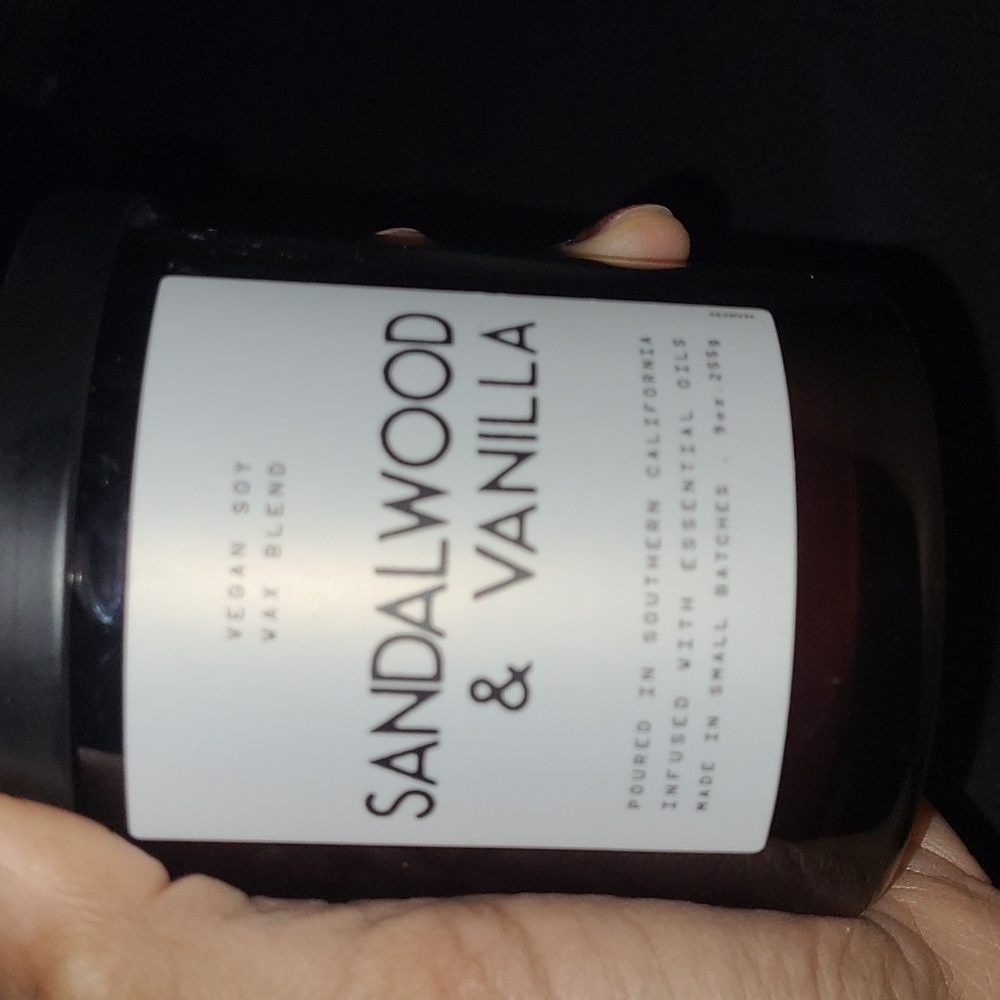 VEGAN SOY
WAX BLEND
SANDALWOOD
& VANILLA
POURED IN SOUTHERN CALIFORNIA
INFUSED WITH ESSENTIAL OILS
MADE IN SMALL BATCHES . 9oz.255g